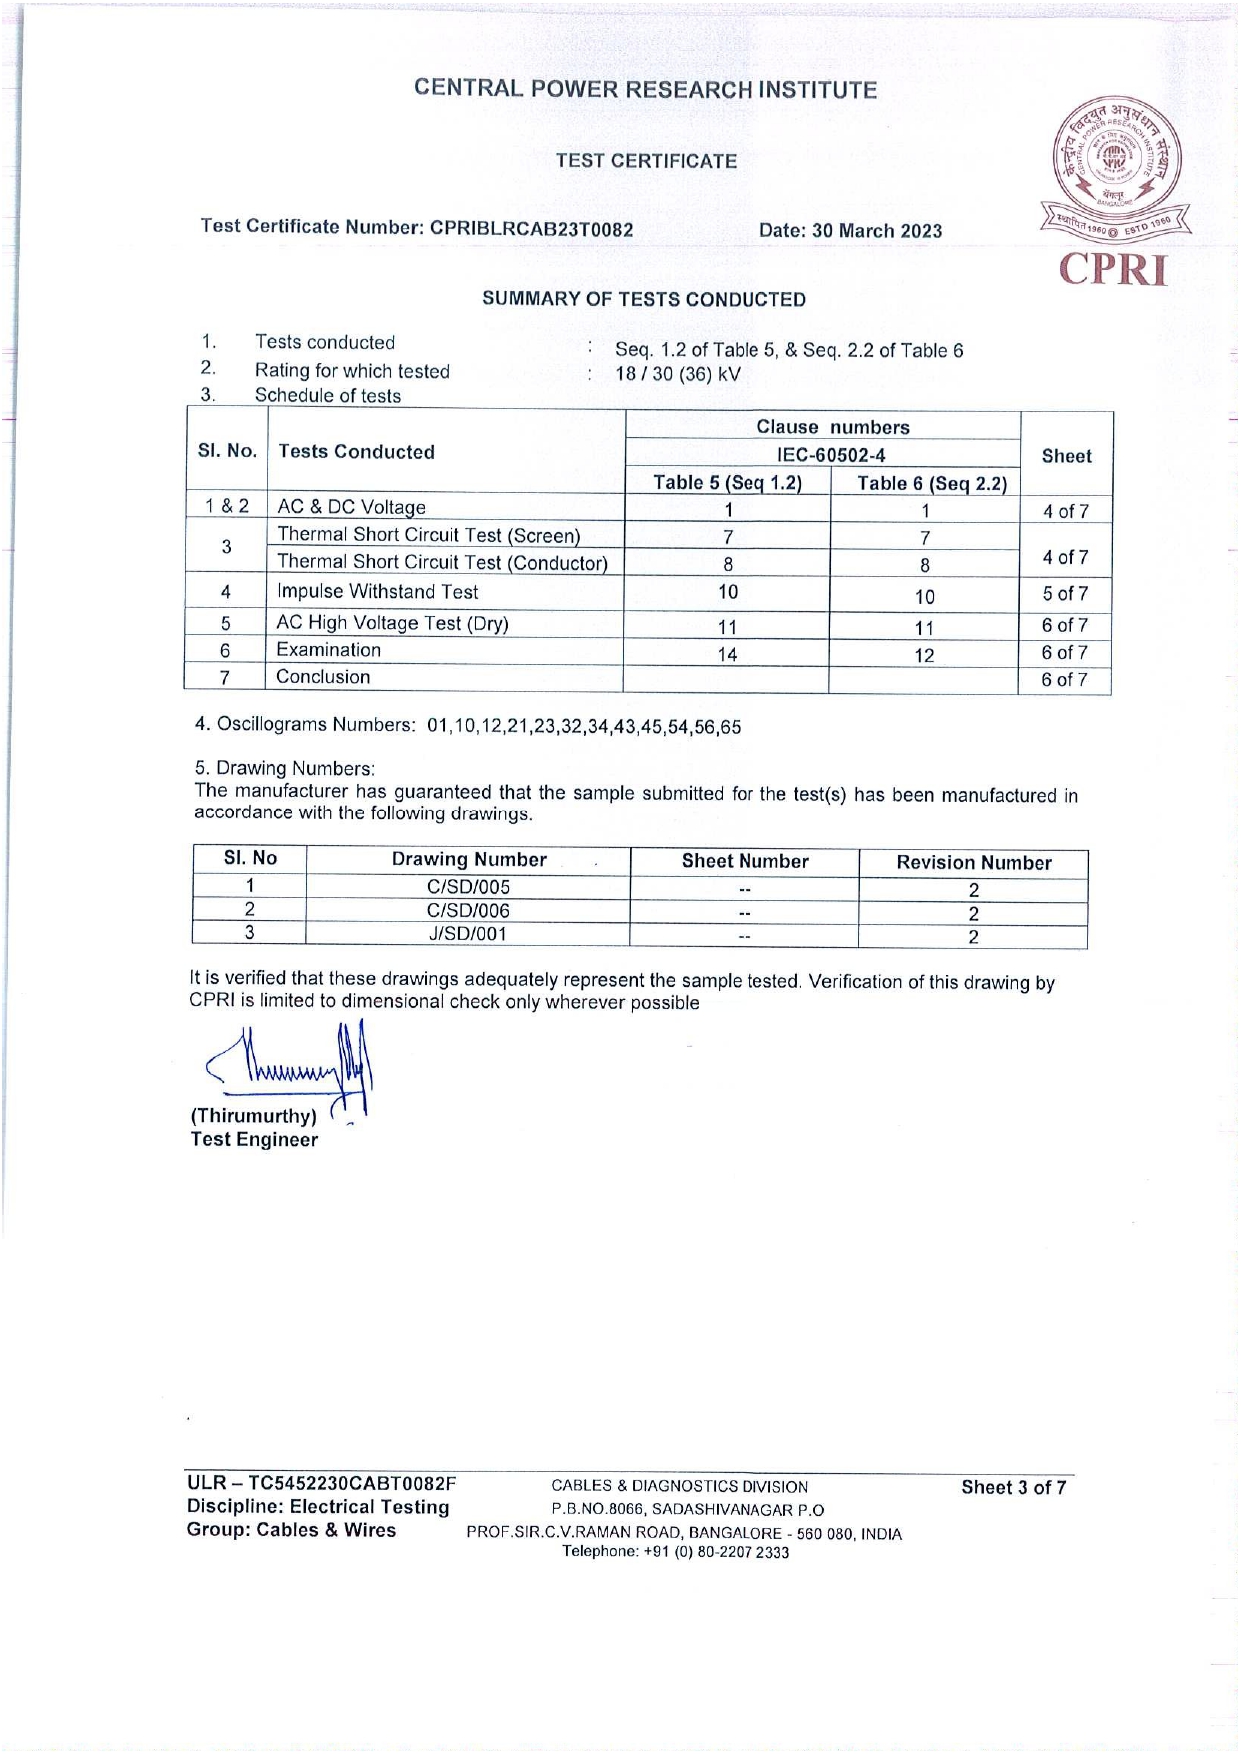 CENTRAL POWER RESEARCH INSTITUTE
TEST CERTIFICATE
केन्द्रीय विद्युत अनुसंधान संस्थान
CENTRAL POWER RESEARCH INSTITUTE
बेंगलूर
BANGALORE
स्थापित 1960 ESTD 1960
CPRI
Test Certificate Number: CPRIBLRCAB23T0082 Date: 30 March 2023
SUMMARY OF TESTS CONDUCTED
1. Tests conducted : Seq. 1.2 of Table 5, & Seq. 2.2 of Table 6
2. Rating for which tested : 18 / 30 (36) kV
3. Schedule of tests
Clause numbers
Sl. No. Tests Conducted IEC-60502-4 Sheet
Table 5 (Seq 1.2) Table 6 (Seq 2.2)
1 & 2 AC & DC Voltage 1 1 4 of 7
3 Thermal Short Circuit Test (Screen) 7 7 4 of 7
Thermal Short Circuit Test (Conductor) 8 8
4 Impulse Withstand Test 10 10 5 of 7
5 AC High Voltage Test (Dry) 11 11 6 of 7
6 Examination 14 12 6 of 7
7 Conclusion 6 of 7
4. Oscillograms Numbers: 01,10,12,21,23,32,34,43,45,54,56,65
5. Drawing Numbers:
The manufacturer has guaranteed that the sample submitted for the test(s) has been manufactured in
accordance with the following drawings.
Sl. No Drawing Number Sheet Number Revision Number
1 C/SD/005 -- 2
2 C/SD/006 -- 2
3 J/SD/001 -- 2
It is verified that these drawings adequately represent the sample tested. Verification of this drawing by
CPRI is limited to dimensional check only wherever possible
(Thirumurthy)
Test Engineer
ULR – TC5452230CABT0082F CABLES & DIAGNOSTICS DIVISION Sheet 3 of 7
Discipline: Electrical Testing P.B.NO.8066, SADASHIVANAGAR P.O
Group: Cables & Wires PROF.SIR.C.V.RAMAN ROAD, BANGALORE - 560 080, INDIA
Telephone: +91 (0) 80-2207 2333